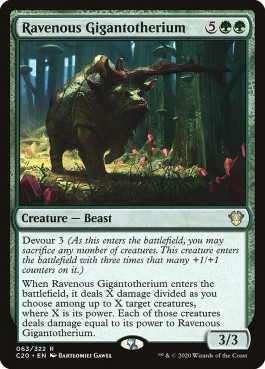 Ravenous Gigantotherium 5
Creature — Beast
Devour 3 (As this enters the battlefield, you may
sacrifice any number of creatures. This creature
enters the battlefield with three times that many +1/+1
counters on it.)
When Ravenous Gigantotherium enters the
battlefield, it deals X damage divided as you
choose among up to X target creatures,
where X is its power. Each of those creatures
deals damage equal to its power to Ravenous
Gigantotherium.
3/3
063/322 R
C20 • EN BARTŁOMIEJ GAWEŁ
™ & © 2020 Wizards of the Coast